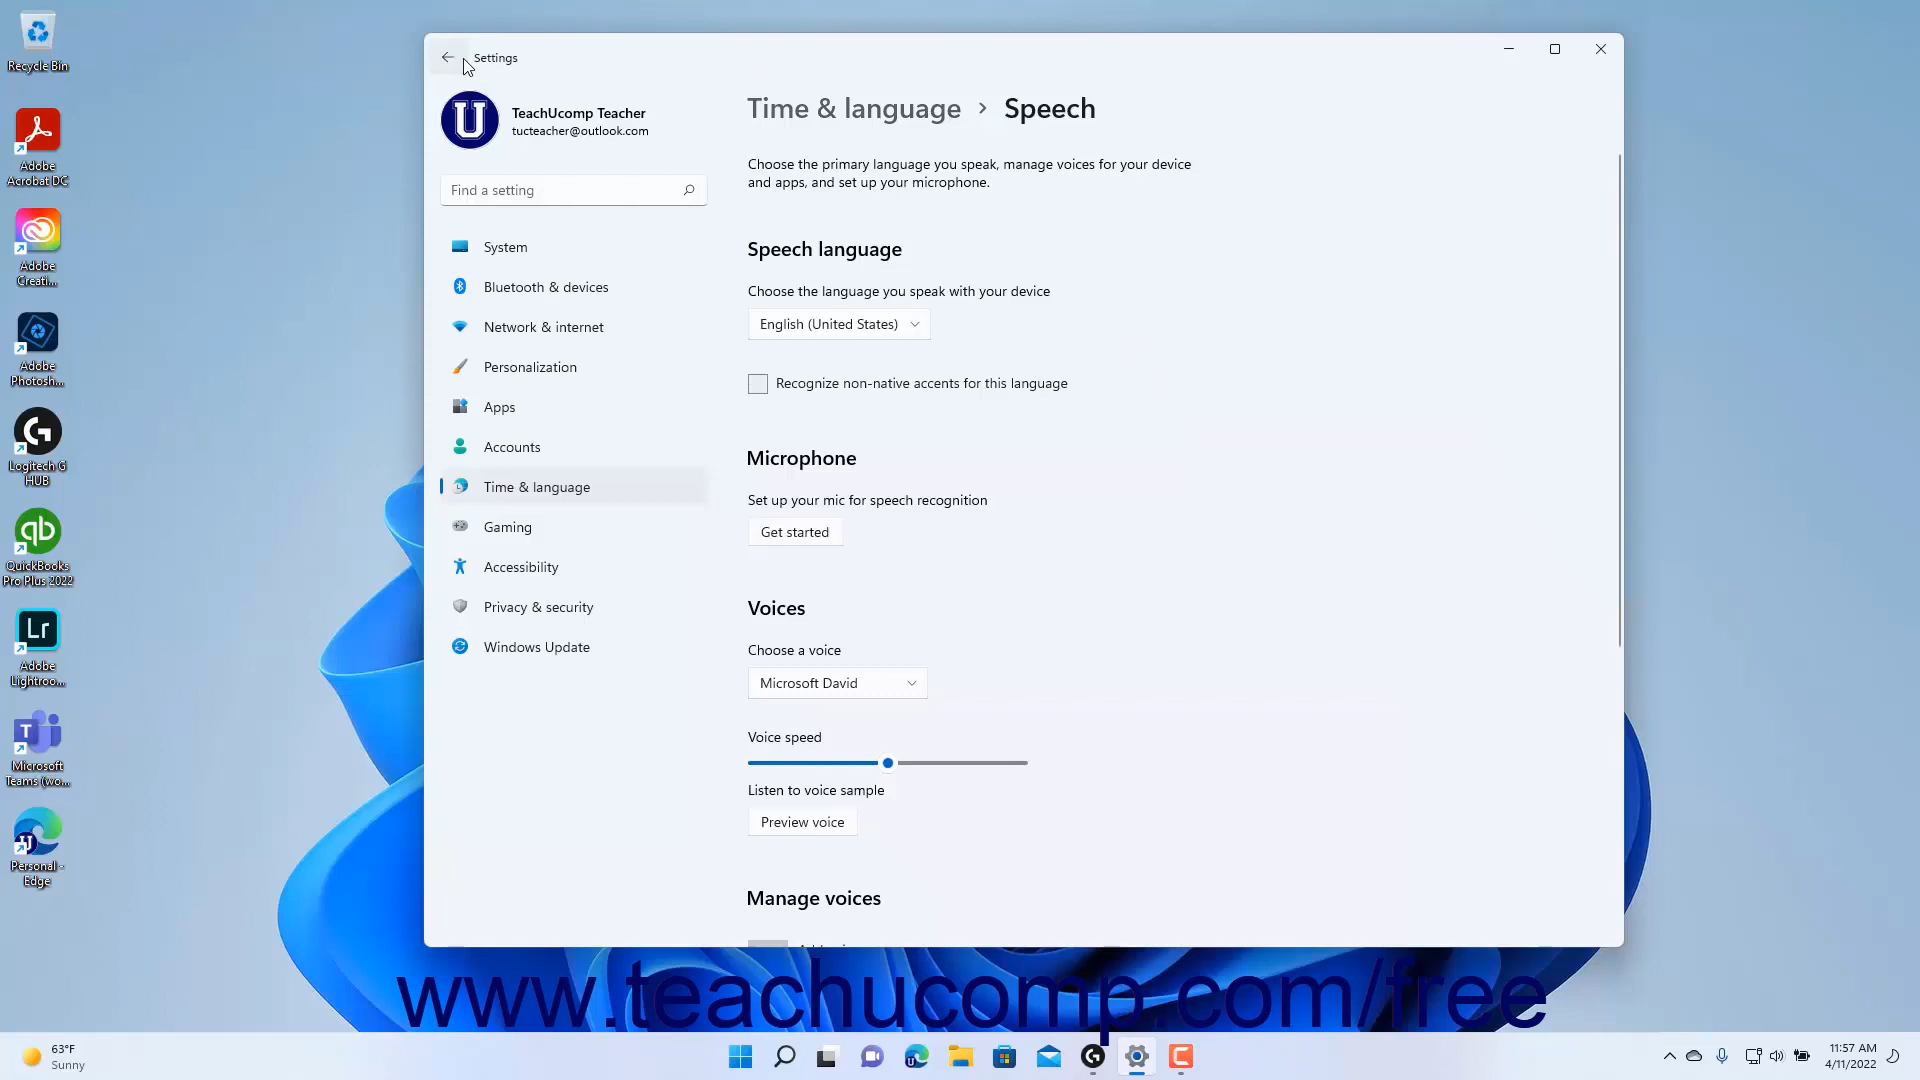 Recycle Bin
Adobe
Acrobat DC
Adobe
Creati...
Adobe
Photosh...
Logitech G
HUB
QuickBooks
Pro Plus 2022
Lr
Adobe
Lightroo...
Microsoft
Teams (wo...
Personal -
Edge
Settings
TeachUcomp Teacher
tucteacher@outlook.com
Find a setting
System
Bluetooth & devices
Network & internet
Personalization
Apps
Accounts
Time & language
Gaming
Accessibility
Privacy & security
Windows Update
Time & language > Speech
Choose the primary language you speak, manage voices for your device
and apps, and set up your microphone.
Speech language
Choose the language you speak with your device
English (United States)
Recognize non-native accents for this language
Microphone
Set up your mic for speech recognition
Get started
Voices
Choose a voice
Microsoft David
Voice speed
Listen to voice sample
Preview voice
Manage voices
www.teachucomp.com/free
63°F
Sunny
11:57 AM
4/11/2022